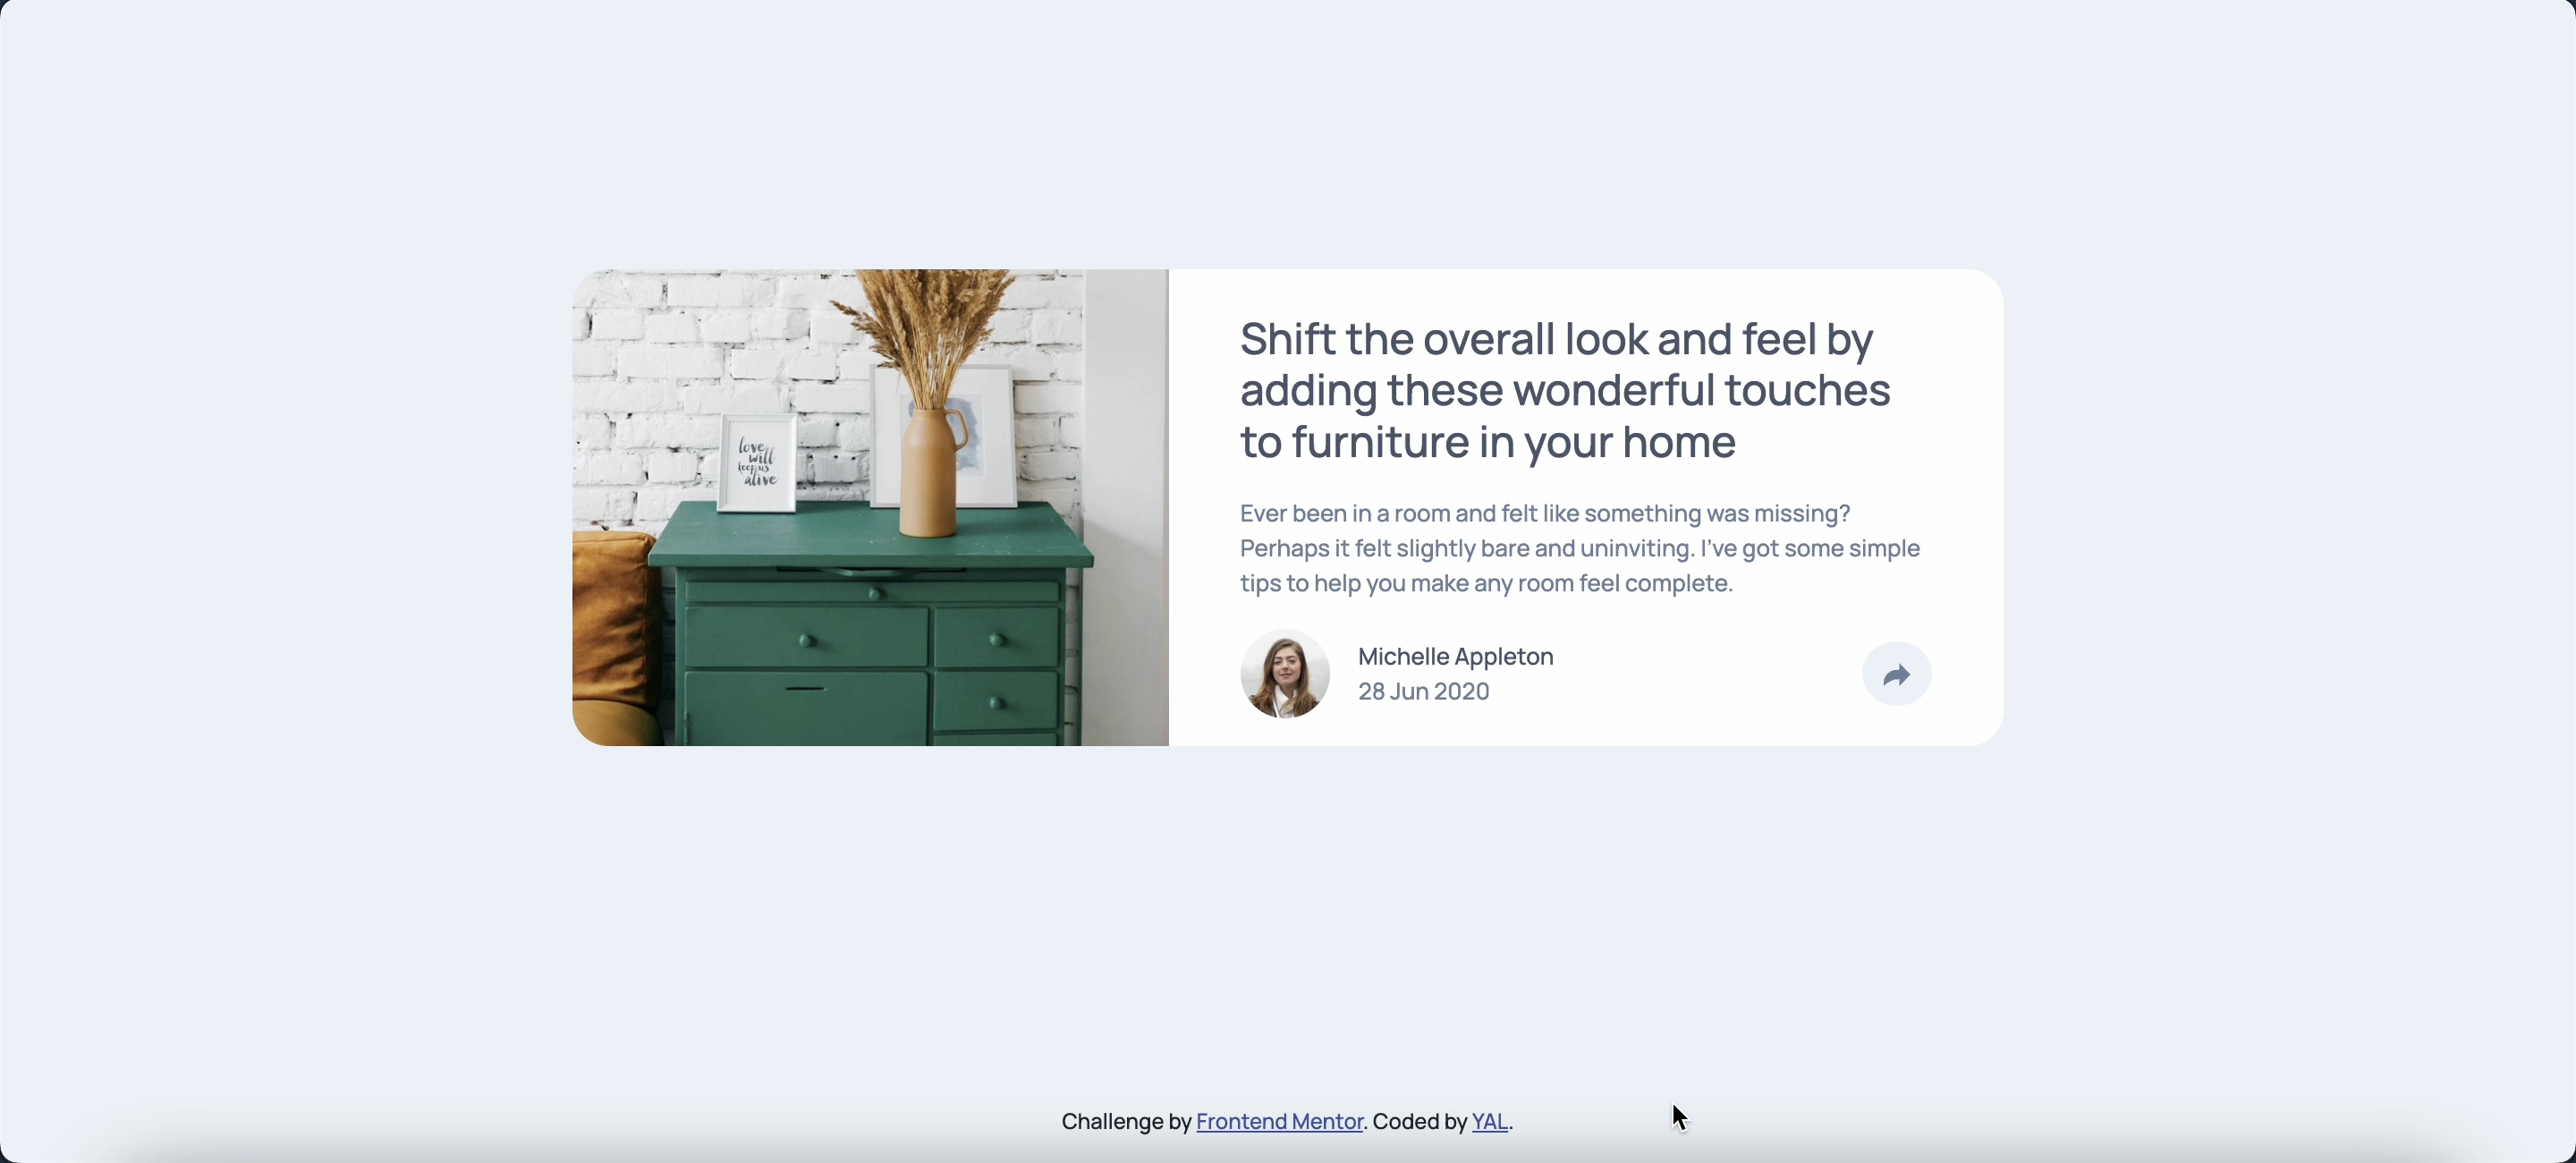 love
will
keep us
alive
Shift the overall look and feel by
adding these wonderful touches
to furniture in your home
Ever been in a room and felt like something was missing?
Perhaps it felt slightly bare and uninviting. I’ve got some simple
tips to help you make any room feel complete.
Michelle Appleton
28 Jun 2020
Challenge by Frontend Mentor. Coded by YAL.